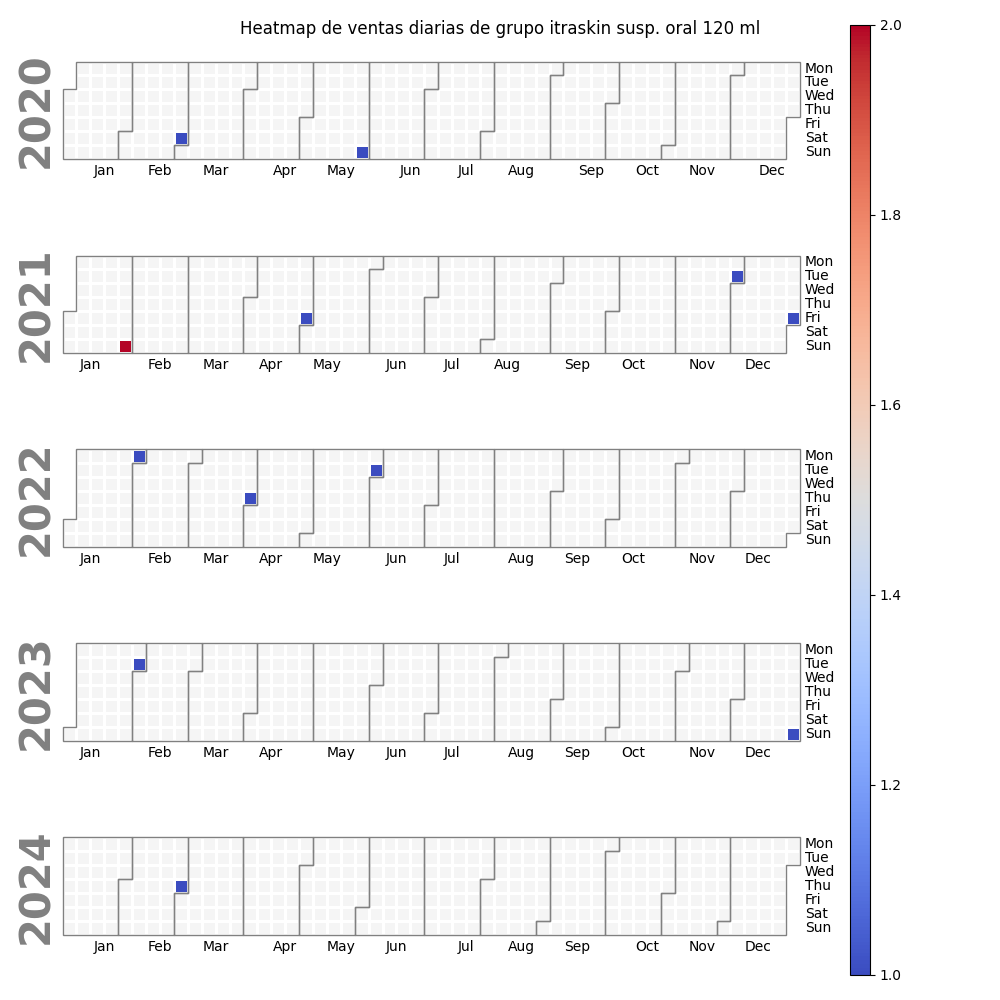 Heatmap de ventas diarias de grupo itraskin susp. oral 120 ml
2020
Mon
Tue
Wed
Thu
Fri
Sat
Sun
Jan Feb Mar Apr May Jun Jul Aug Sep Oct Nov Dec
2021
Mon
Tue
Wed
Thu
Fri
Sat
Sun
Jan Feb Mar Apr May Jun Jul Aug Sep Oct Nov Dec
2022
Mon
Tue
Wed
Thu
Fri
Sat
Sun
Jan Feb Mar Apr May Jun Jul Aug Sep Oct Nov Dec
2023
Mon
Tue
Wed
Thu
Fri
Sat
Sun
Jan Feb Mar Apr May Jun Jul Aug Sep Oct Nov Dec
2024
Mon
Tue
Wed
Thu
Fri
Sat
Sun
Jan Feb Mar Apr May Jun Jul Aug Sep Oct Nov Dec
2.0
1.8
1.6
1.4
1.2
1.0